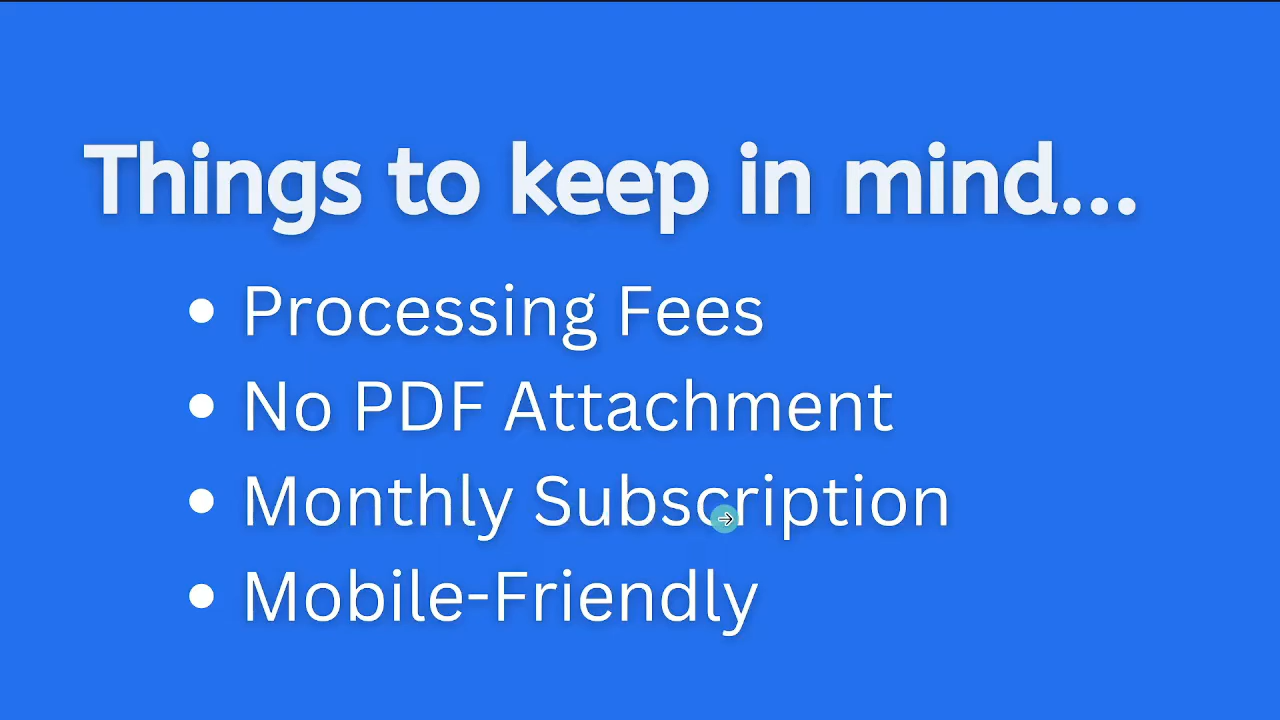 Things to keep in mind...
• Processing Fees
• No PDF Attachment
• Monthly Subscription
• Mobile-Friendly